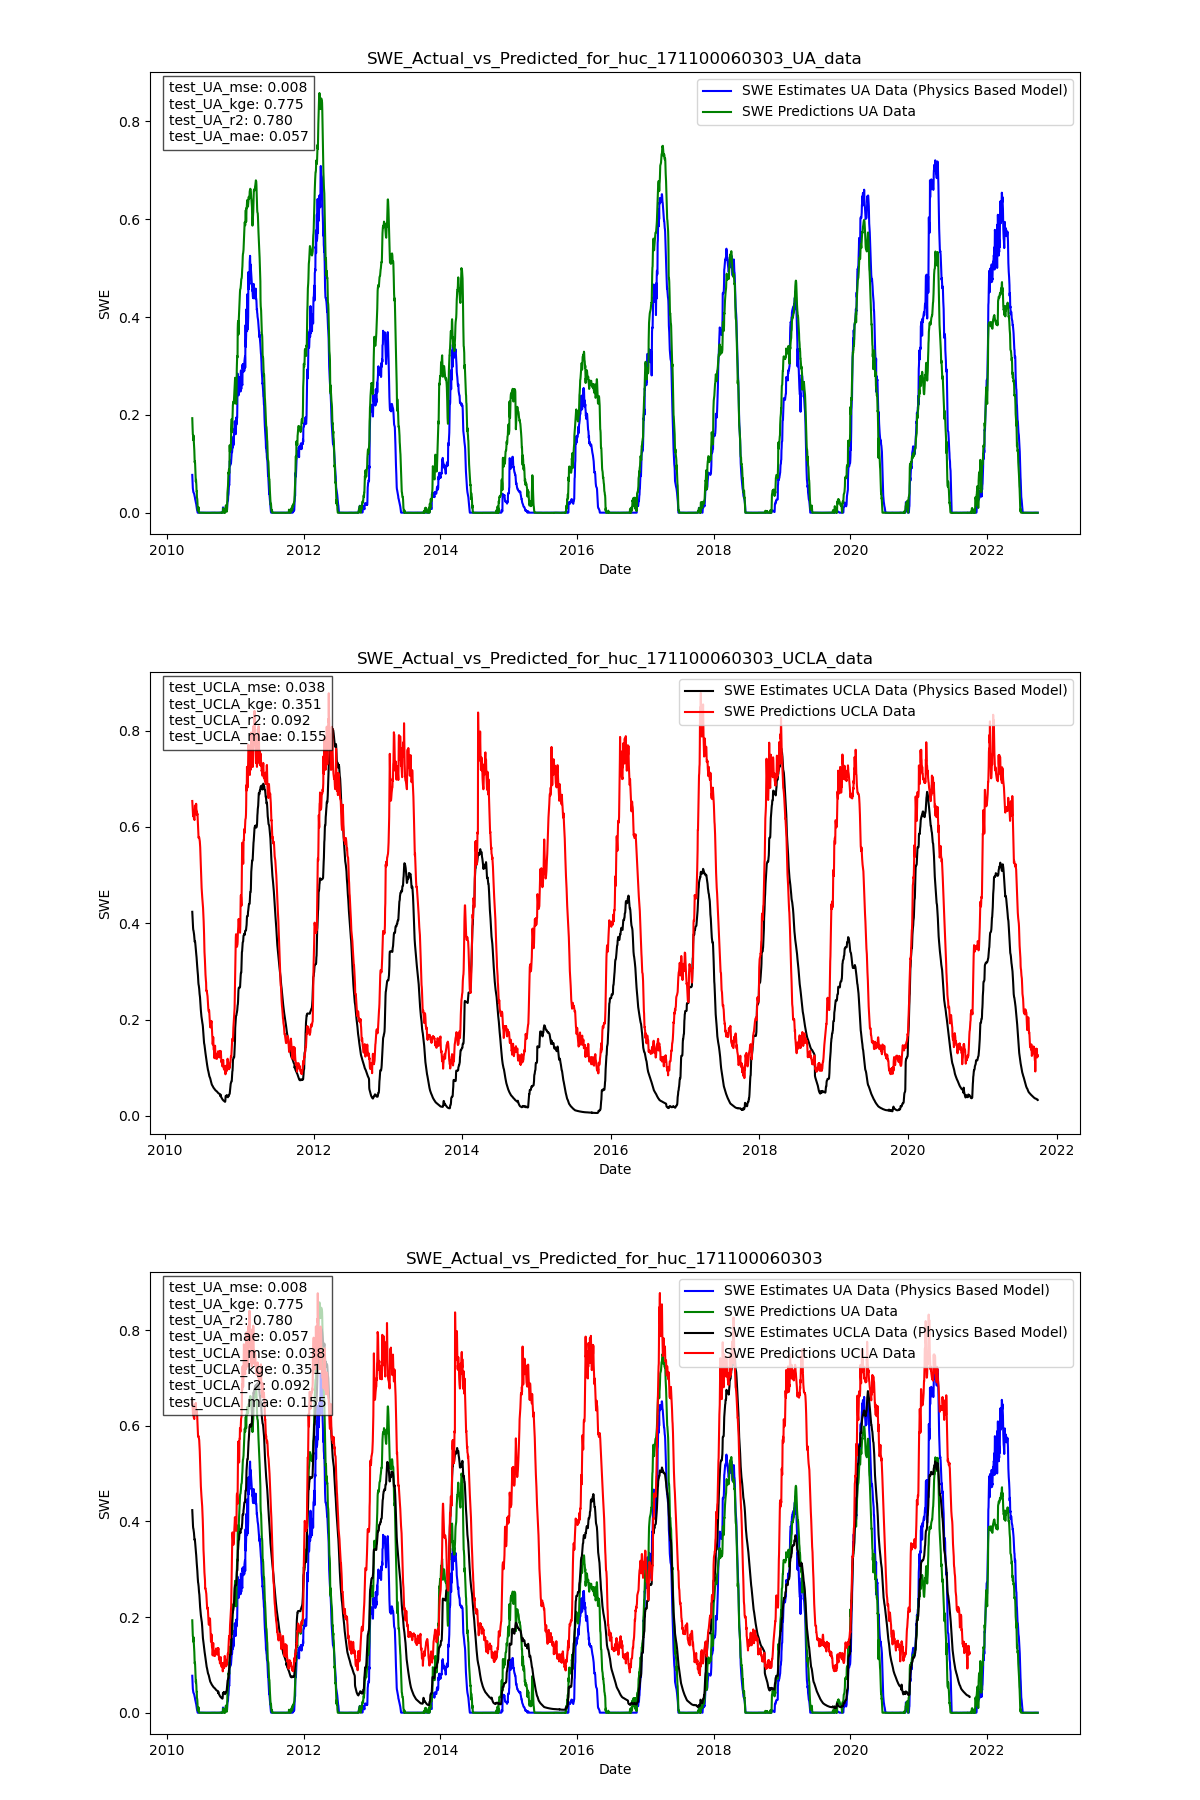 SWE_Actual_vs_Predicted_for_huc_171100060303_UA_data
test_UA_mse: 0.008
test_UA_kge: 0.775
test_UA_r2: 0.780
test_UA_mae: 0.057
SWE Estimates UA Data (Physics Based Model)
SWE Predictions UA Data
0.8
0.6
0.4
0.2
0.0
SWE
2010 2012 2014 2016 2018 2020 2022
Date
SWE_Actual_vs_Predicted_for_huc_171100060303_UCLA_data
test_UCLA_mse: 0.038
test_UCLA_kge: 0.351
test_UCLA_r2: 0.092
test_UCLA_mae: 0.155
SWE Estimates UCLA Data (Physics Based Model)
SWE Predictions UCLA Data
0.8
0.6
0.4
0.2
0.0
SWE
2010 2012 2014 2016 2018 2020 2022
Date
SWE_Actual_vs_Predicted_for_huc_171100060303
test_UA_mse: 0.008
test_UA_kge: 0.775
test_UA_r2: 0.780
test_UA_mae: 0.057
test_UCLA_mse: 0.038
test_UCLA_kge: 0.351
test_UCLA_r2: 0.092
test_UCLA_mae: 0.155
SWE Estimates UA Data (Physics Based Model)
SWE Predictions UA Data
SWE Estimates UCLA Data (Physics Based Model)
SWE Predictions UCLA Data
0.8
0.6
0.4
0.2
0.0
SWE
2010 2012 2014 2016 2018 2020 2022
Date